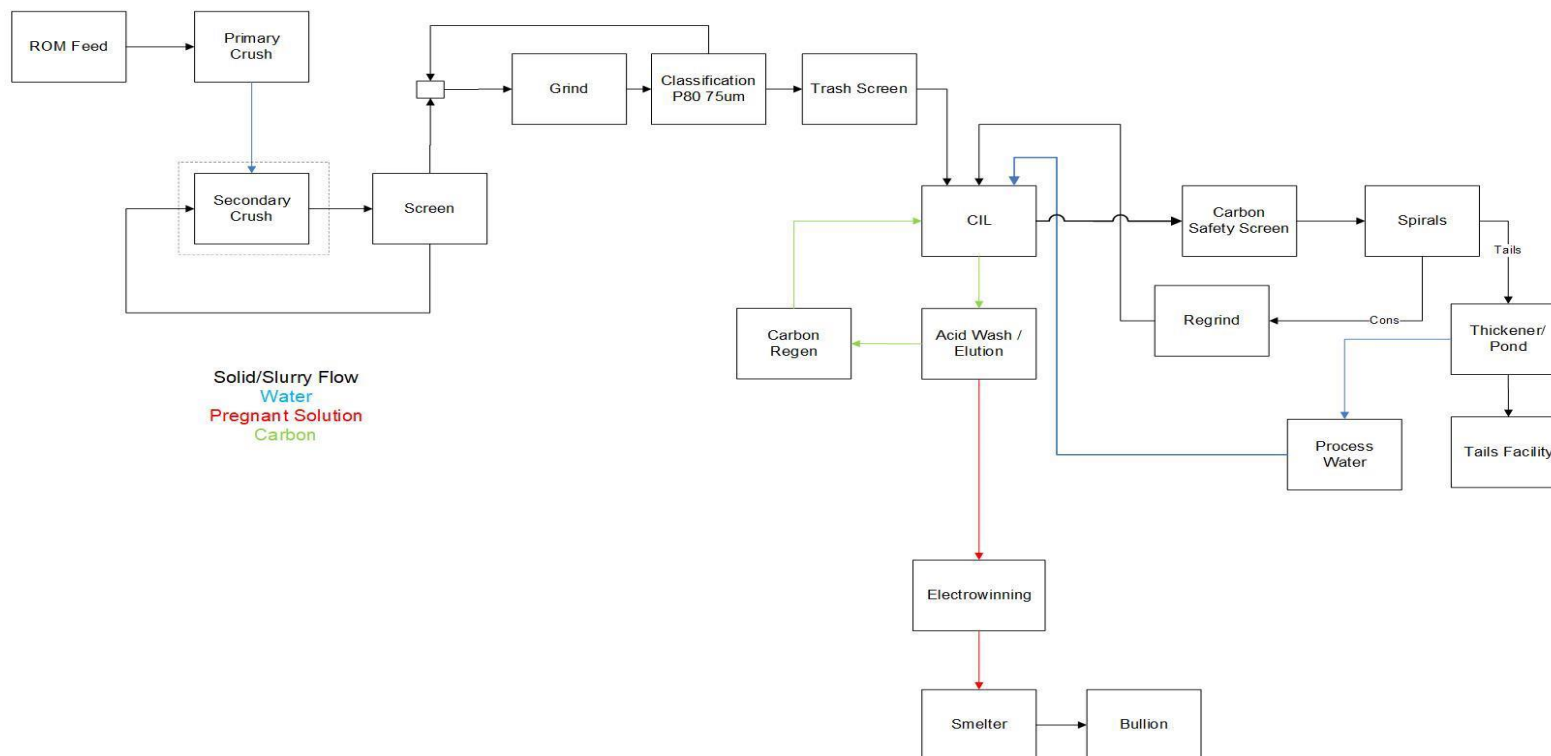 ROM Feed
Primary
Crush
Grind
Classification
P80 75um
Trash Screen
Secondary
Crush
Screen
CIL
Carbon
Safety Screen
Spirals
Tails
Carbon
Regen
Acid Wash /
Elution
Regrind
Cons
Thickener/
Pond
Solid/Slurry Flow
Water
Pregnant Solution
Carbon
Process
Water
Tails Facility
Electrowinning
Smelter
Bullion